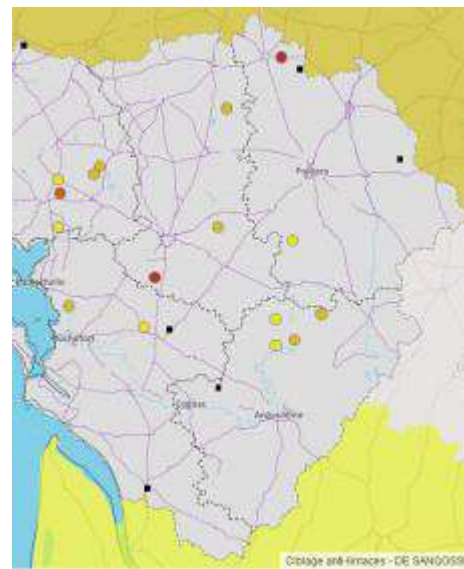 Poitiers
Rochefort
Cognac
Angoulême
Ciblage anti-limaces - DE SANGOSSE